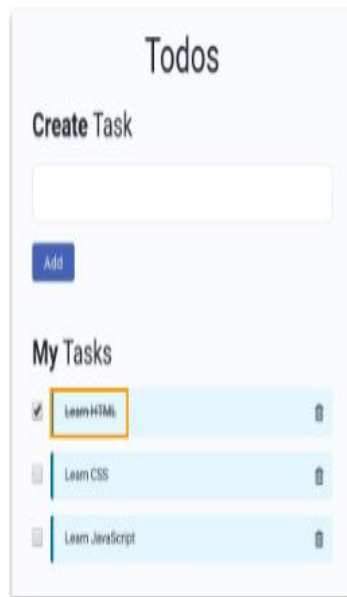 Todos
Create Task
Add
My Tasks
Learn HTML
Learn CSS
Learn JavaScript